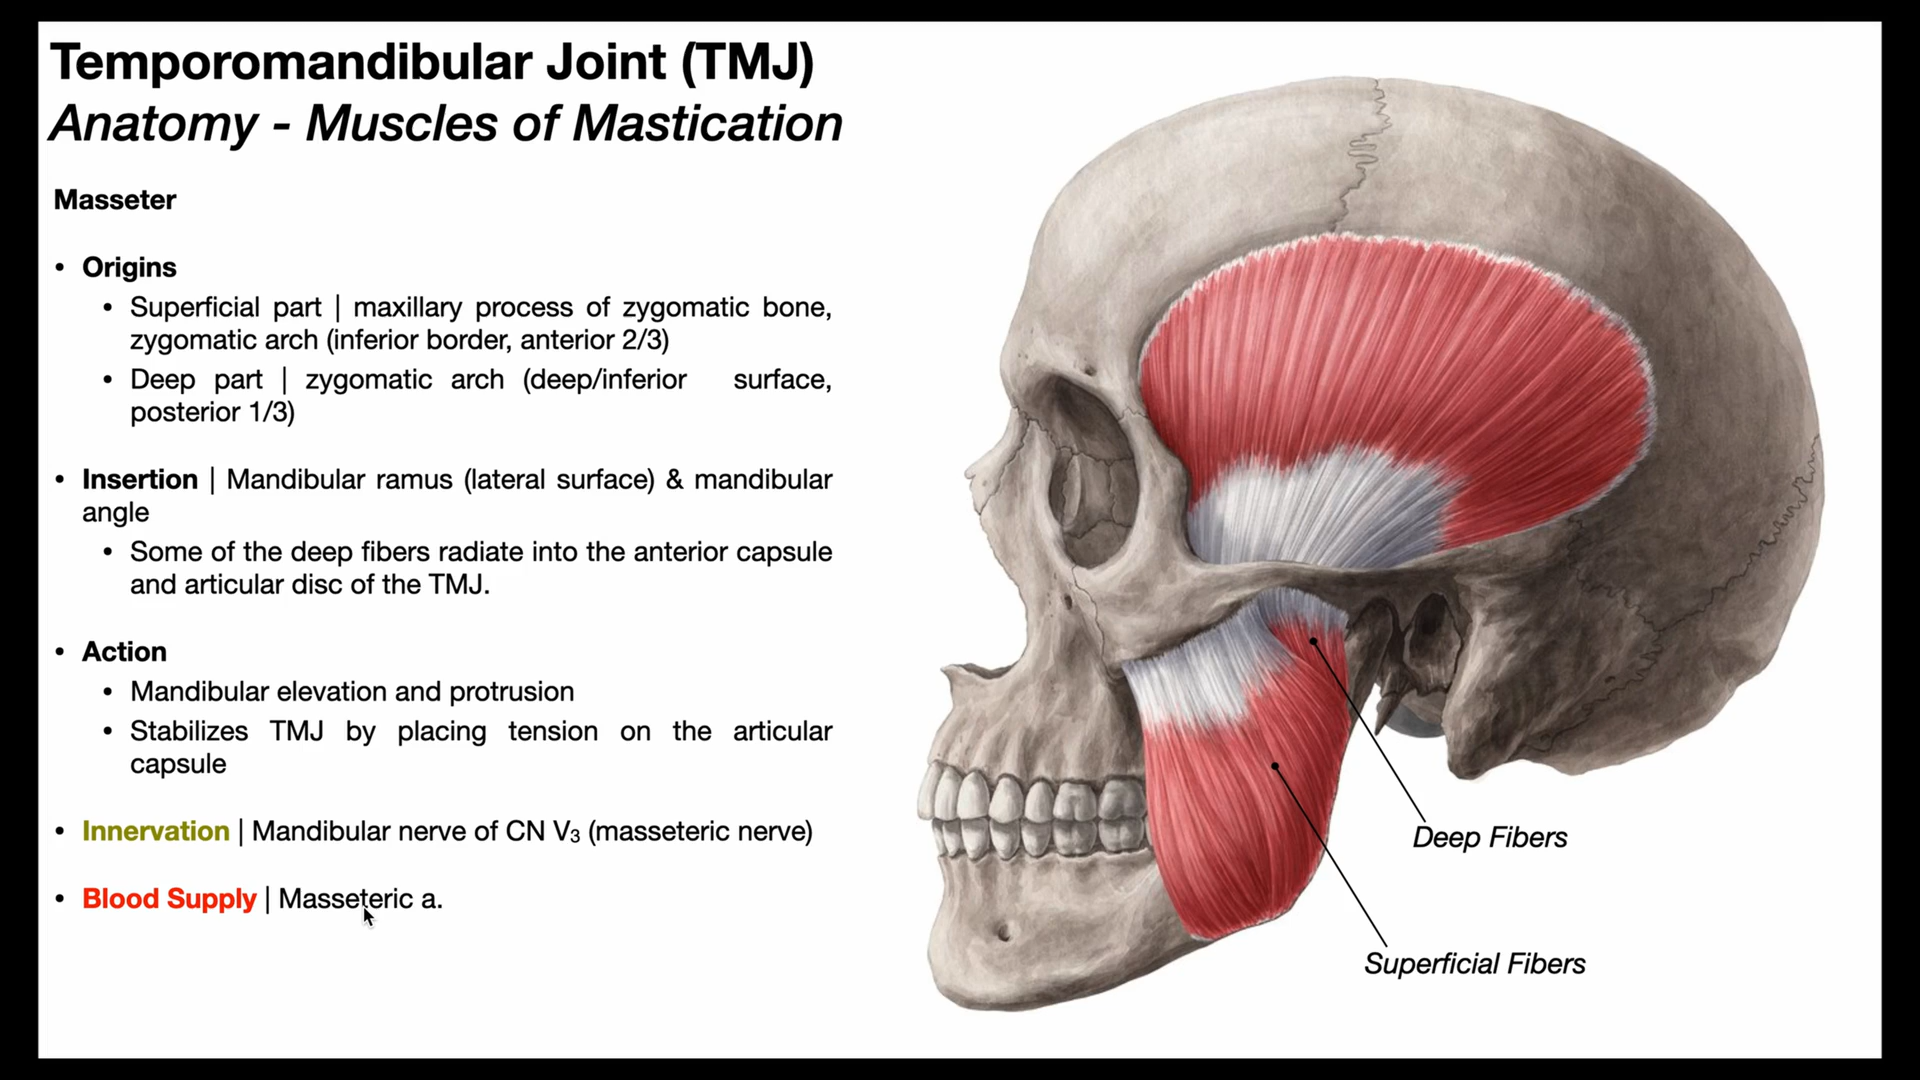 Temporomandibular Joint (TMJ)
Anatomy - Muscles of Mastication
Masseter
• Origins
• Superficial part | maxillary process of zygomatic bone,
zygomatic arch (inferior border, anterior 2/3)
• Deep part | zygomatic arch (deep/inferior surface,
posterior 1/3)
• Insertion | Mandibular ramus (lateral surface) & mandibular
angle
• Some of the deep fibers radiate into the anterior capsule
and articular disc of the TMJ.
• Action
• Mandibular elevation and protrusion
• Stabilizes TMJ by placing tension on the articular
capsule
• Innervation | Mandibular nerve of CN V₃ (masseteric nerve)
• Blood Supply | Masseteric a.
Deep Fibers
Superficial Fibers